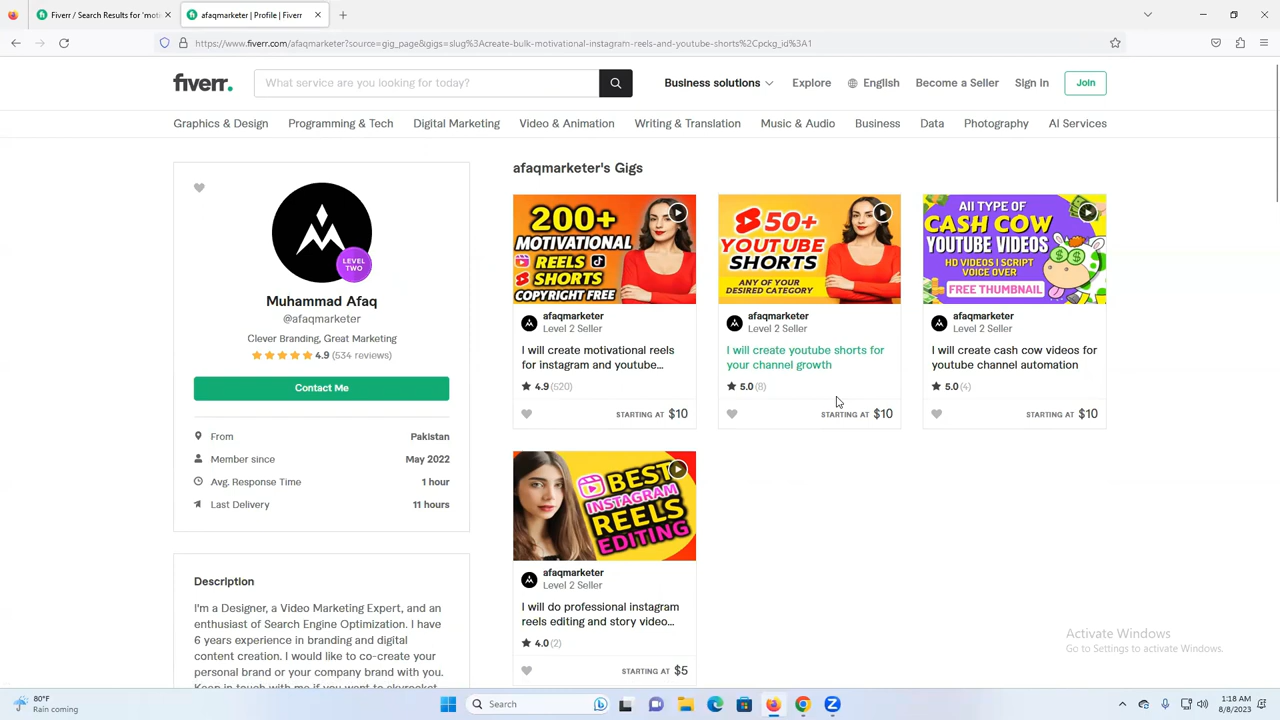 Fiverr / Search Results for 'mot
afaqmarketer | Profile | Fiverr
https://www.fiverr.com/afaqmarketer?source=gig_page&gigs=slug%3Acreate-bulk-motivational-instagram-reels-and-youtube-shorts%2Cpckg_id%3A1
fiverr.
What service are you looking for today?
Business solutions
Explore
English
Become a Seller
Sign In
Join
Graphics & Design
Programming & Tech
Digital Marketing
Video & Animation
Writing & Translation
Music & Audio
Business
Data
Photography
AI Services
LEVEL
TWO
Muhammad Afaq
@afaqmarketer
Clever Branding, Great Marketing
4.9 (534 reviews)
Contact Me
From Pakistan
Member since May 2022
Avg. Response Time 1 hour
Last Delivery 11 hours
Description
I'm a Designer, a Video Marketing Expert, and an
enthusiast of Search Engine Optimization. I have
6 years experience in branding and digital
content creation. I would like to co-create your
personal brand or your company brand with you.
Keep in touch with me if you want to skyrocket
afaqmarketer's Gigs
200+
MOTIVATIONAL
REELS
SHORTS
COPYRIGHT FREE
afaqmarketer
Level 2 Seller
I will create motivational reels
for instagram and youtube...
4.9 (520)
STARTING AT $10
50+
YOUTUBE
SHORTS
ANY OF YOUR
DESIRED CATEGORY
afaqmarketer
Level 2 Seller
I will create youtube shorts for
your channel growth
5.0 (8)
STARTING AT $10
All TYPE OF
CASH COW
YOUTUBE VIDEOS
HD VIDEOS I SCRIPT
VOICE OVER
FREE THUMBNAIL
afaqmarketer
Level 2 Seller
I will create cash cow videos for
youtube channel automation
5.0 (4)
STARTING AT $10
BEST
INSTAGRAM
REELS
EDITING
afaqmarketer
Level 2 Seller
I will do professional instagram
reels editing and story video...
4.0 (2)
STARTING AT $5
Activate Windows
Go to Settings to activate Windows.
80°F
Rain coming
Search
1:18 AM
8/8/2023